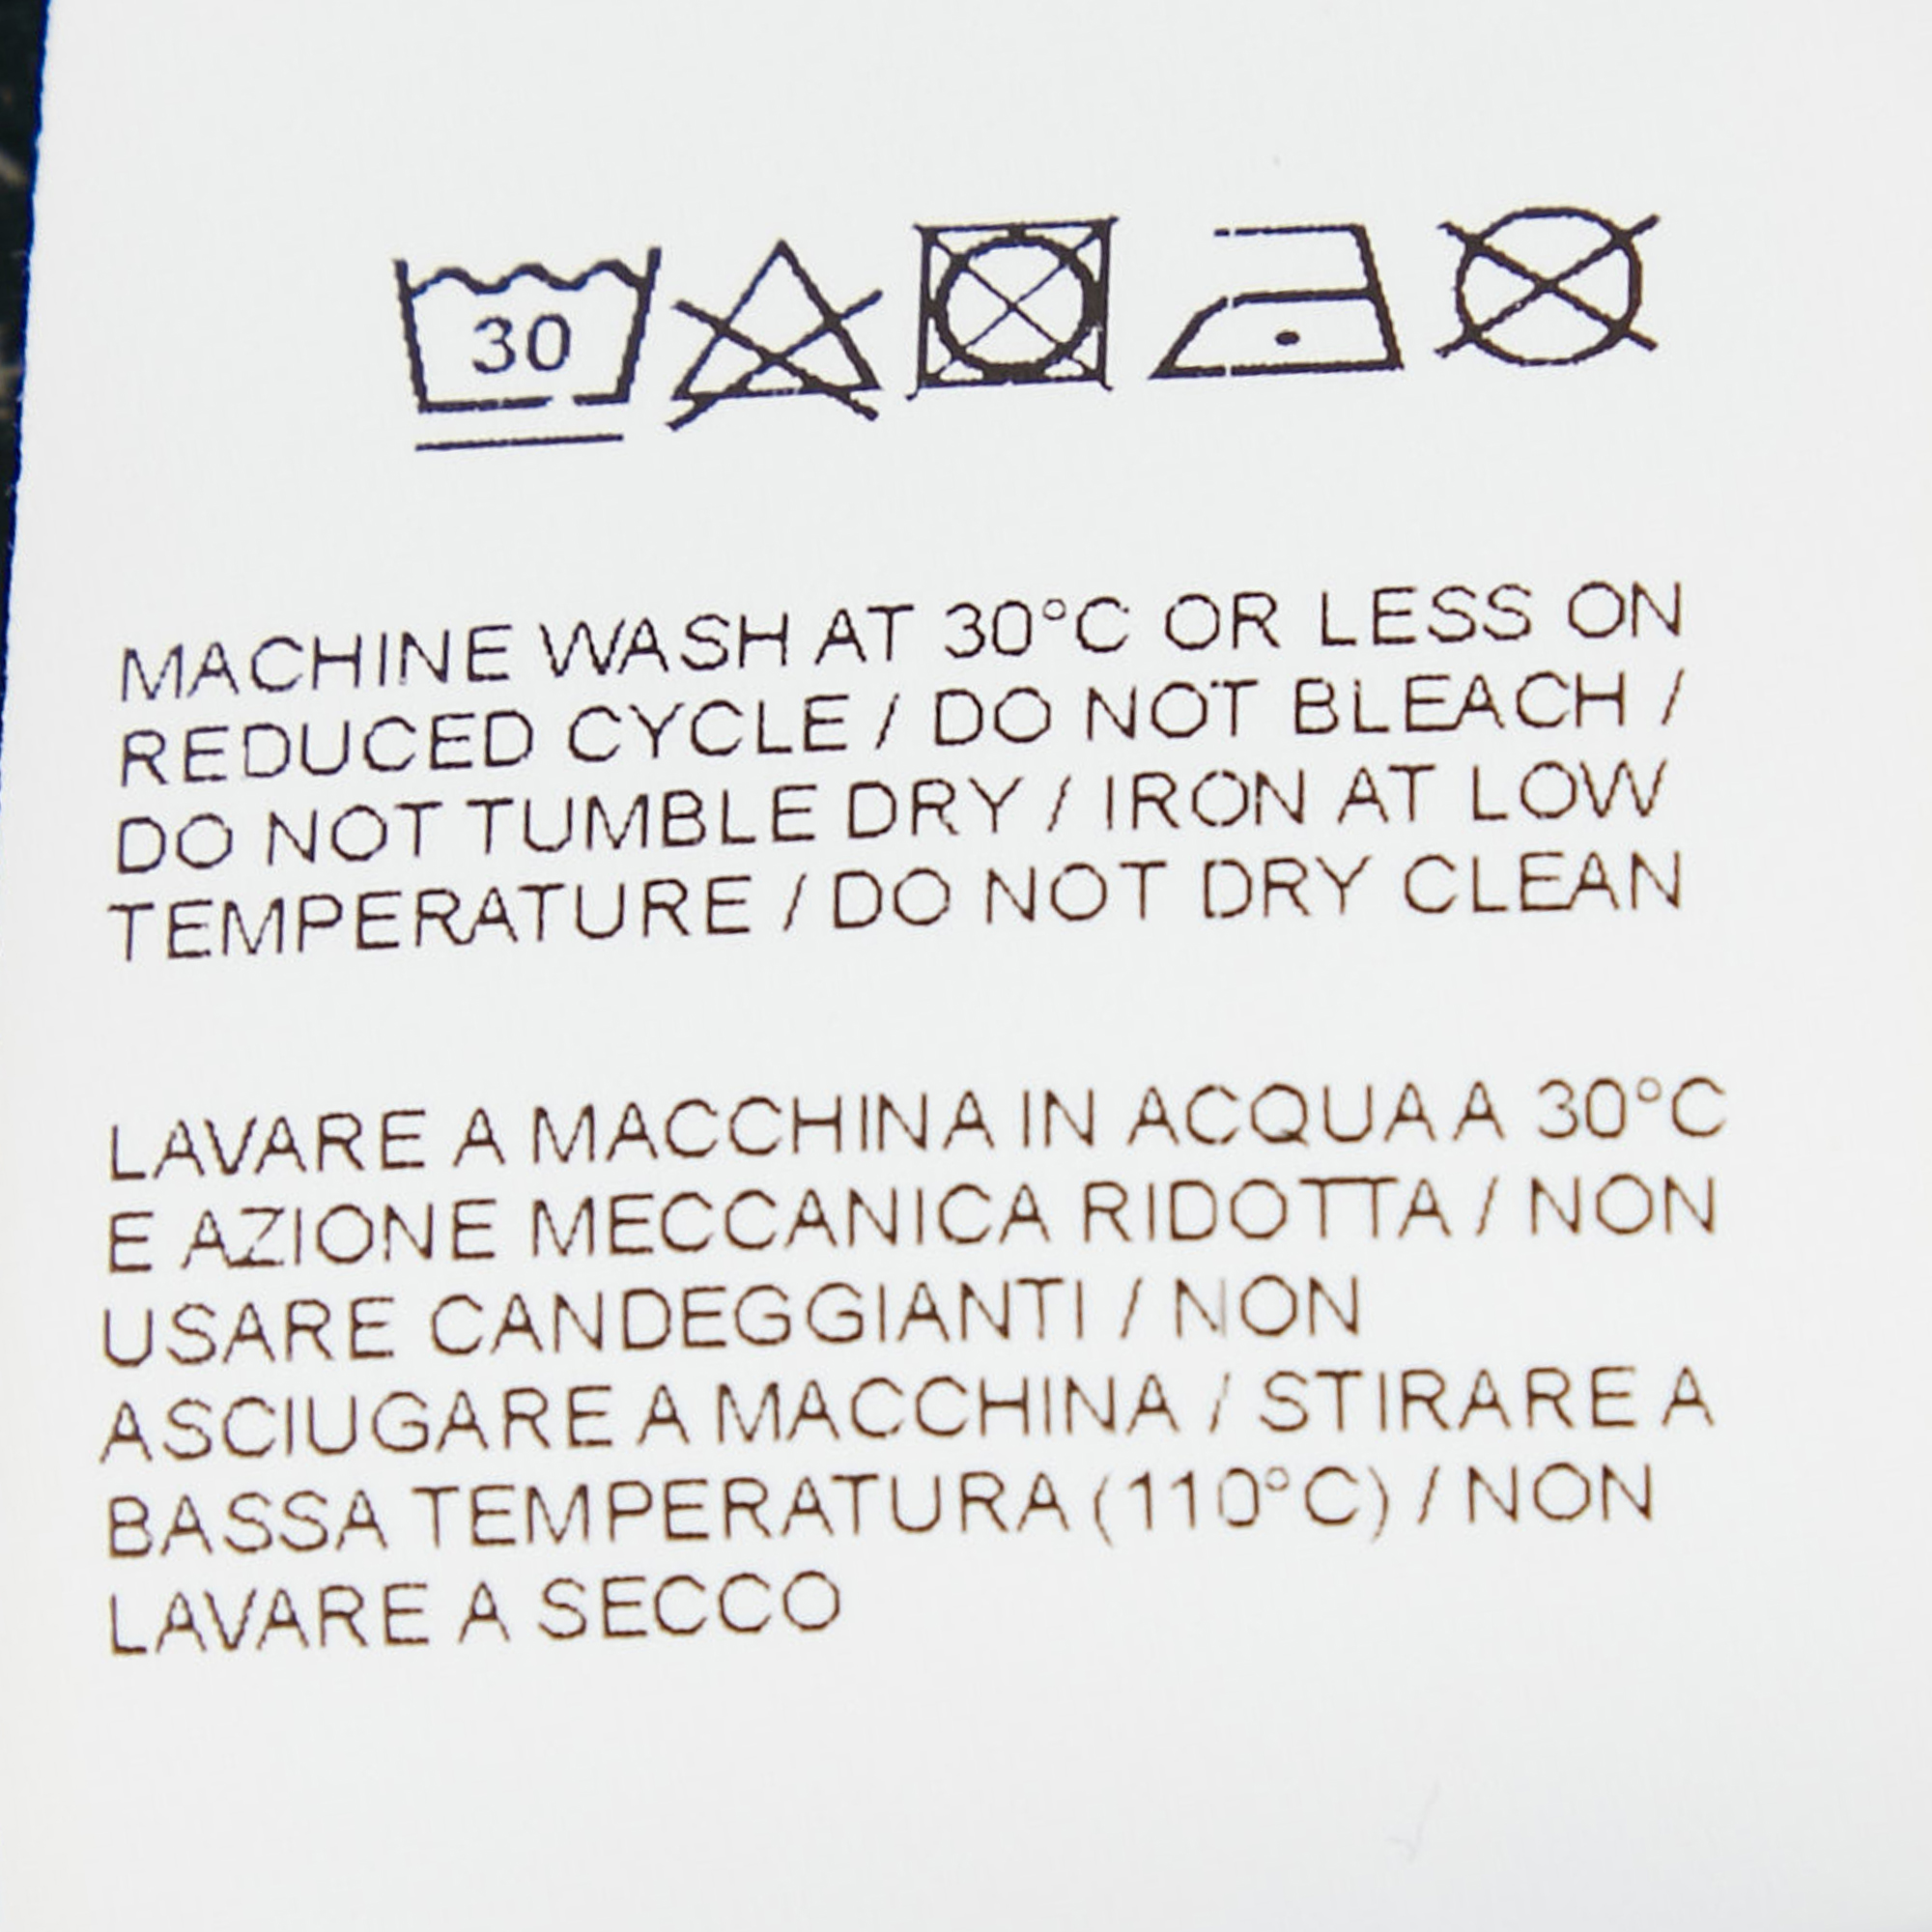 30
MACHINE WASH AT 30°C OR LESS ON
REDUCED CYCLE / DO NOT BLEACH /
DO NOT TUMBLE DRY / IRON AT LOW
TEMPERATURE / DO NOT DRY CLEAN
LAVARE A MACCHINA IN ACQUA A 30°C
E AZIONE MECCANICA RIDOTTA / NON
USARE CANDEGGIANTI / NON
ASCIUGARE A MACCHINA / STIRARE A
BASSA TEMPERATURA (110°C) / NON
LAVARE A SECCO